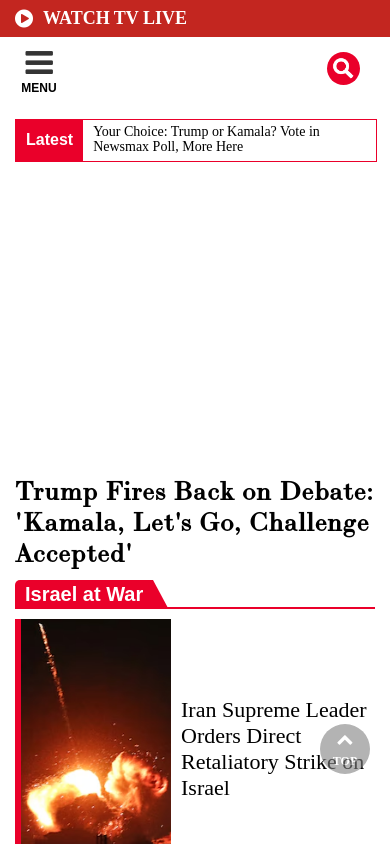 WATCH TV LIVE
MENU
Latest
Your Choice: Trump or Kamala? Vote in
Newsmax Poll, More Here
Trump Fires Back on Debate:
'Kamala, Let's Go, Challenge
Accepted'
Israel at War
Iran Supreme Leader
Orders Direct
Retaliatory Strike on
Israel
TOP